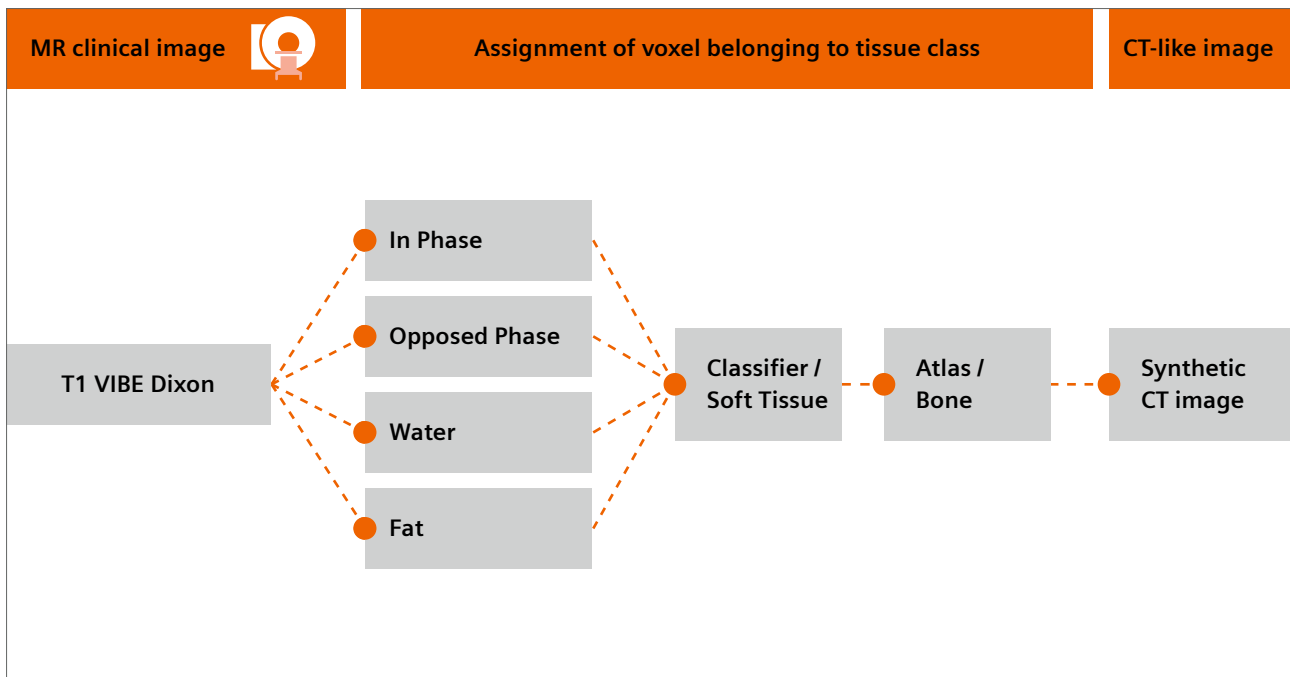 MR clinical image
Assignment of voxel belonging to tissue class
CT-like image
T1 VIBE Dixon
In Phase
Opposed Phase
Water
Fat
Classifier /
Soft Tissue
Atlas /
Bone
Synthetic
CT image